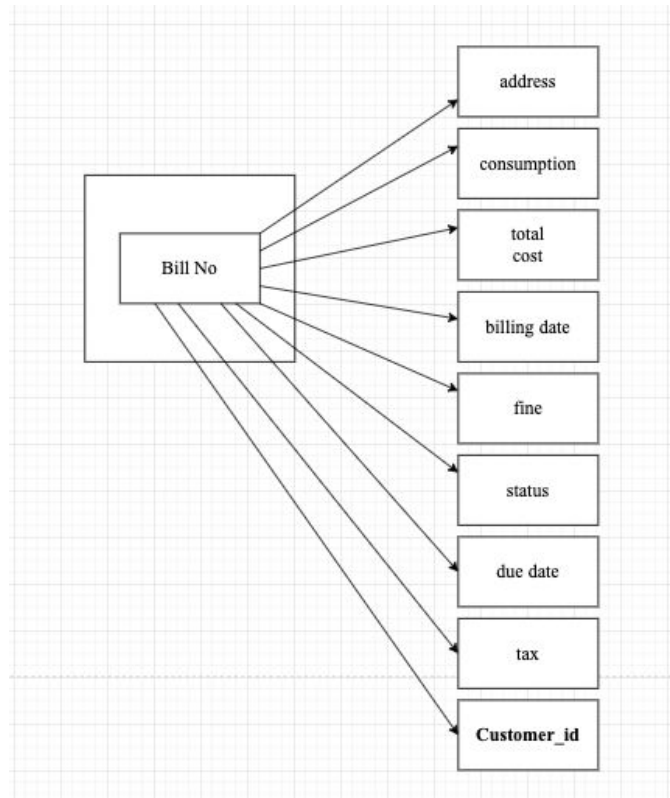 address
consumption
total
cost
Bill No
billing date
fine
status
due date
tax
Customer_id